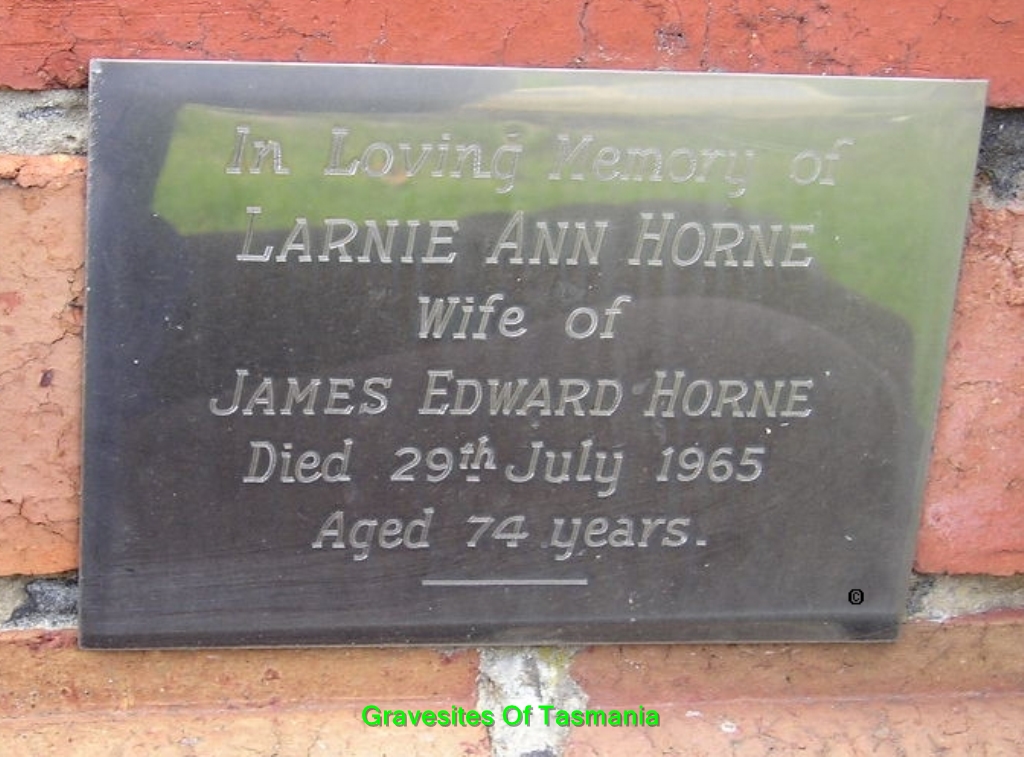 In Loving Memory of
LARNIE ANN HORNE
Wife of
JAMES EDWARD HORNE
Died 29th July 1965
Aged 74 years.
©
Gravesites Of Tasmania